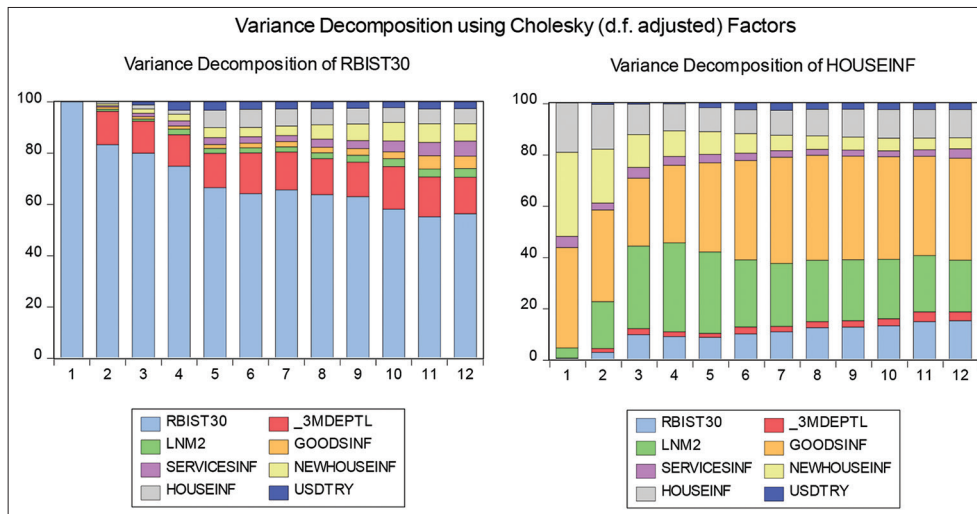 Variance Decomposition using Cholesky (d.f. adjusted) Factors
Variance Decomposition of RBIST30
100
80
60
40
20
0
1 2 3 4 5 6 7 8 9 10 11 12
RBIST30 _3MDEPTL
LNM2 GOODSINF
SERVICESINF NEWHOUSEINF
HOUSEINF USDTRY
Variance Decomposition of HOUSEINF
100
80
60
40
20
0
1 2 3 4 5 6 7 8 9 10 11 12
RBIST30 _3MDEPTL
LNM2 GOODSINF
SERVICESINF NEWHOUSEINF
HOUSEINF USDTRY